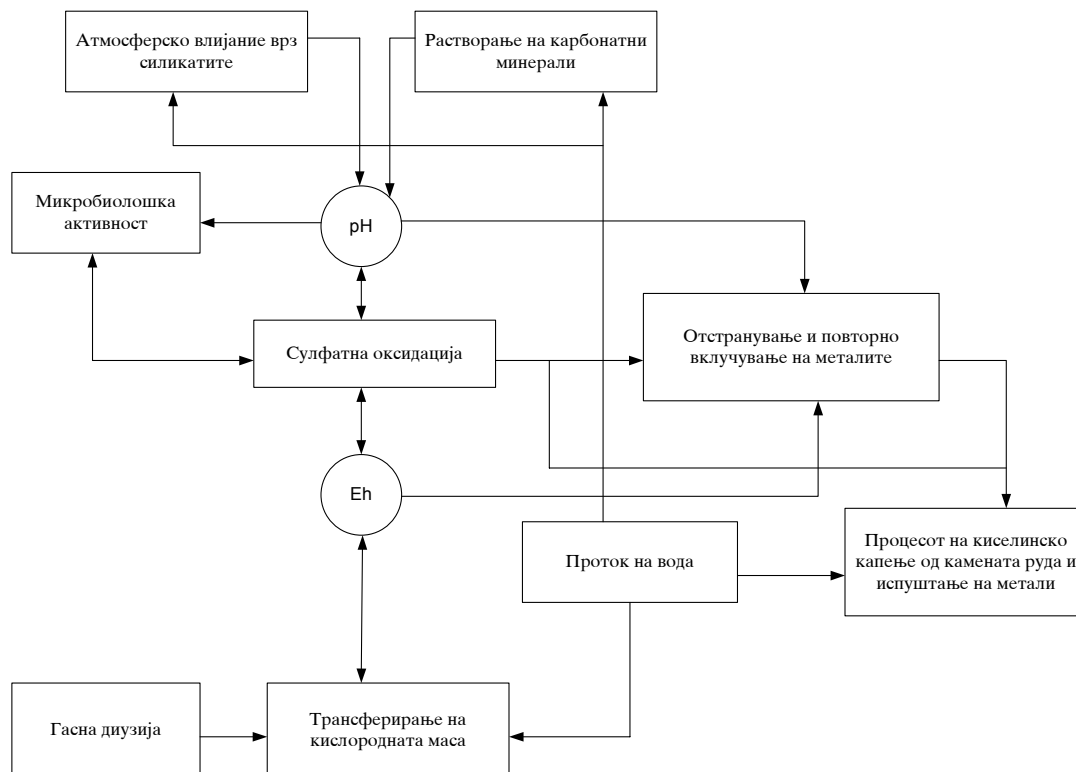 Атмосферско влијание врз
силикатите
Растворање на карбонатни
минерали
Микробиолошка
активност
pH
Сулфатна оксидација
Отстранување и повторно
вклучување на металите
Eh
Проток на вода
Процесот на киселинско
капење од камената руда и
испуштање на метали
Гасна диузија
Трансферирање на
кислородната маса